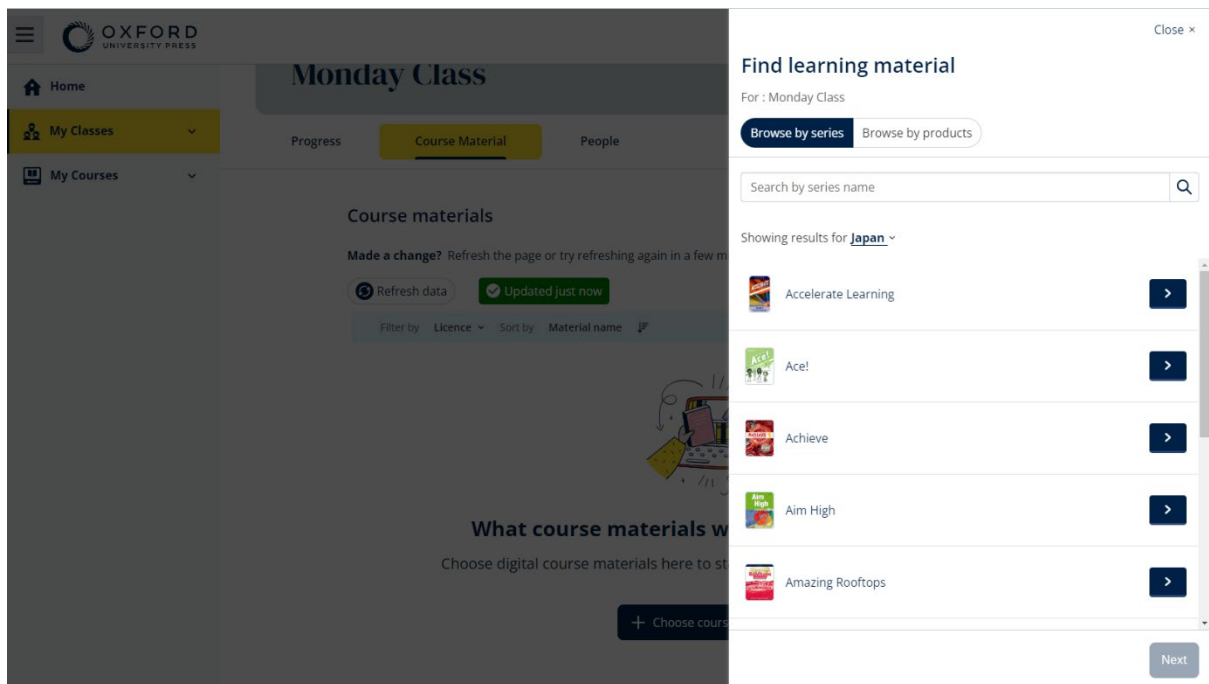 OXFORD
UNIVERSITY PRESS
Home
My Classes
My Courses
Monday Class
Progress
Course Material
People
Course materials
Made a change? Refresh the page or try refreshing again in a few m
Refresh data
Updated just now
Filter by Licence Sort by Material name
What course materials w
Choose digital course materials here to st
+ Choose cours
Close ×
Find learning material
For : Monday Class
Browse by series Browse by products
Search by series name
Showing results for Japan
Accelerate Learning
Ace!
Achieve
Aim High
Aim High
Amazing Rooftops
Next